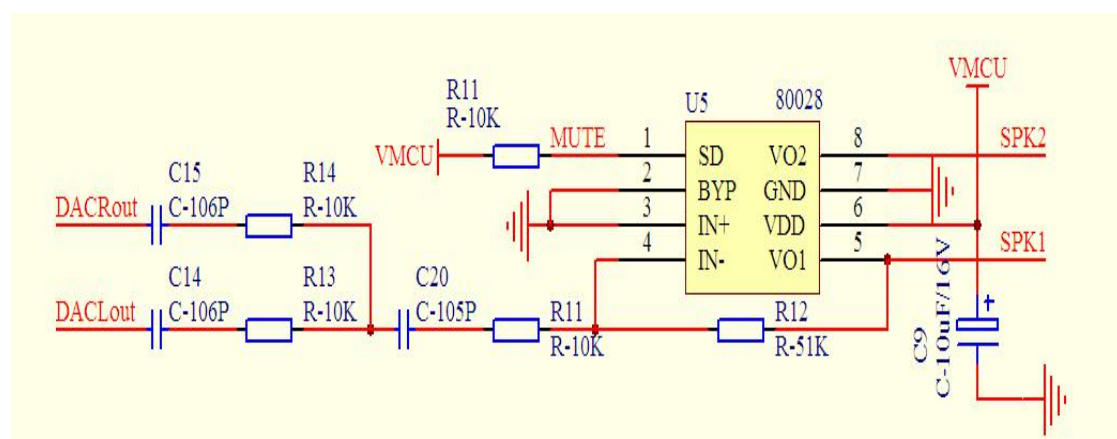 VMCU
R11
R-10K
U5
80028
VMCU
MUTE
1
SD
VO2
8
SPK2
2
BYP
GND
7
C15
C-106P
R14
R-10K
DACRout
3
IN+
VDD
6
4
IN-
VO1
5
SPK1
C14
C-106P
R13
R-10K
C20
C-105P
DACLout
R11
R-10K
R12
R-51K
+
C9
C-10uF/16V